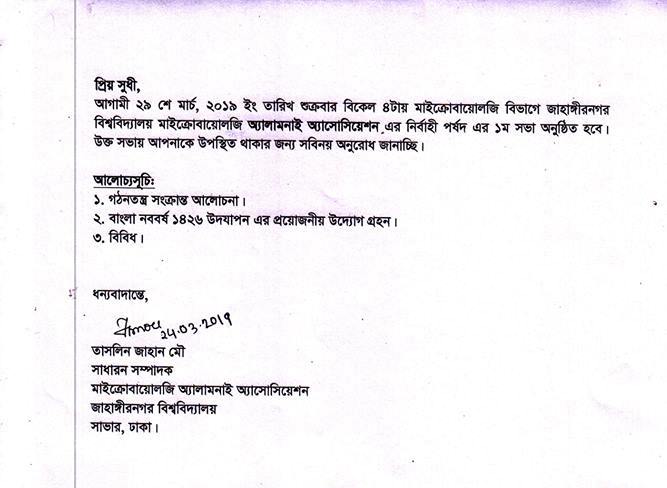 প্রিয় সুধী,
আগামী ২৯ শে মার্চ, ২০১৯ ইং তারিখ শুক্রবার বিকেল ৪টায় মাইক্রোবায়োলজি বিভাগে জাহাঙ্গীরনগর
বিশ্ববিদ্যালয় মাইক্রোবায়োলজি অ্যালামনাই অ্যাসোসিয়েশন এর নির্বাহী পর্ষদ এর ১ম সভা অনুষ্ঠিত হবে।
উক্ত সভায় আপনাকে উপস্থিত থাকার জন্য সবিনয় অনুরোধ জানাচ্ছি।
আলোচ্যসূচি:
১. গঠনতন্ত্র সংক্রান্ত আলোচনা।
২. বাংলা নববর্ষ ১৪২৬ উদযাপন এর প্রয়োজনীয় উদ্যোগ গ্রহন।
৩. বিবিধ।
ধন্যবাদান্তে,
24.03.2019
তাসলিন জাহান মৌ
সাধারন সম্পাদক
মাইক্রোবায়োলজি অ্যালামনাই অ্যাসোসিয়েশন
জাহাঙ্গীরনগর বিশ্ববিদ্যালয়
সাভার, ঢাকা।